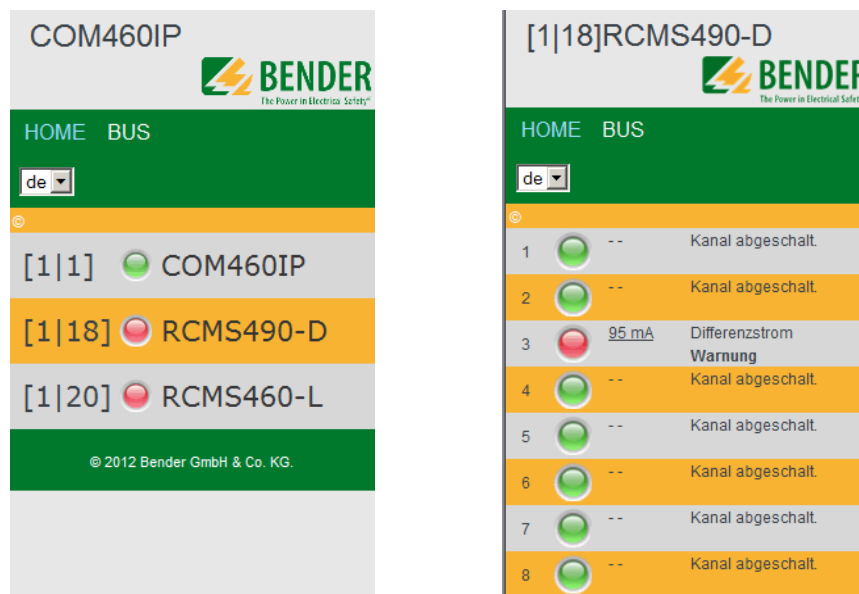 COM460IP
BENDER
The Power in Electrical Safety®
HOME BUS
de
©
[1|1] COM460IP
[1|18] RCMS490-D
[1|20] RCMS460-L
© 2012 Bender GmbH & Co. KG.
[1|18]RCMS490-D
BENDER
The Power in Electrical Safet
HOME BUS
de
©
1 -- Kanal abgeschalt.
2 -- Kanal abgeschalt.
3 95 mA Differenzstrom
Warnung
4 -- Kanal abgeschalt.
5 -- Kanal abgeschalt.
6 -- Kanal abgeschalt.
7 -- Kanal abgeschalt.
8 -- Kanal abgeschalt.